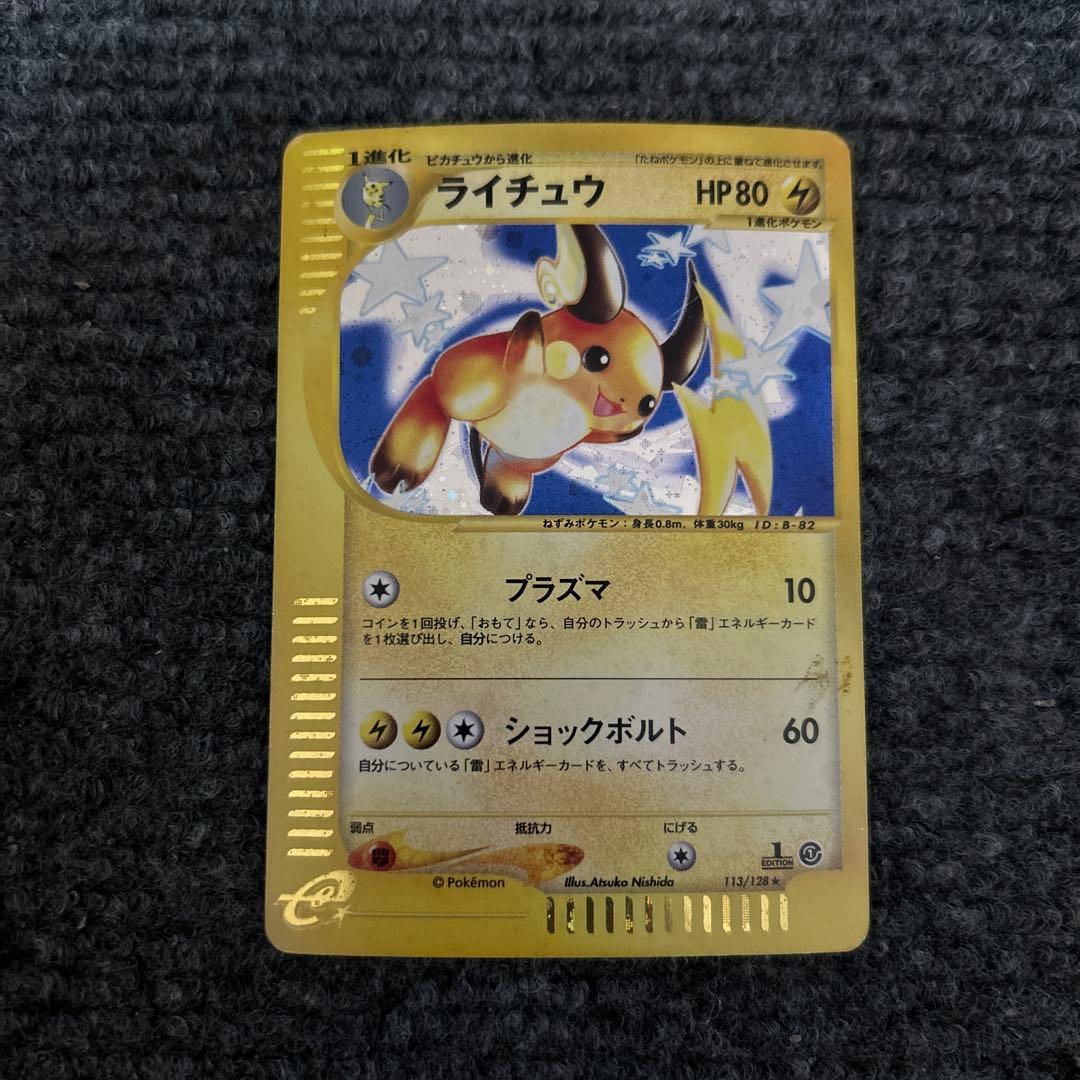 1進化 ピカチュウから進化 「たねポケモン」の上に重ねて進化させます。
ライチュウ HP80
1進化ポケモン
ねずみポケモン：身長0.8m、体重30kg ID:B-82
プラズマ 10
コインを1回投げ、「おもて」なら、自分のトラッシュから「雷」エネルギーカード
を1枚選び出し、自分につける。
ショックボルト 60
自分についている「雷」エネルギーカードを、すべてトラッシュする。
弱点 抵抗力 にげる
1 EDITION
©Pokémon Illus.Atsuko Nishida 113/128★
e